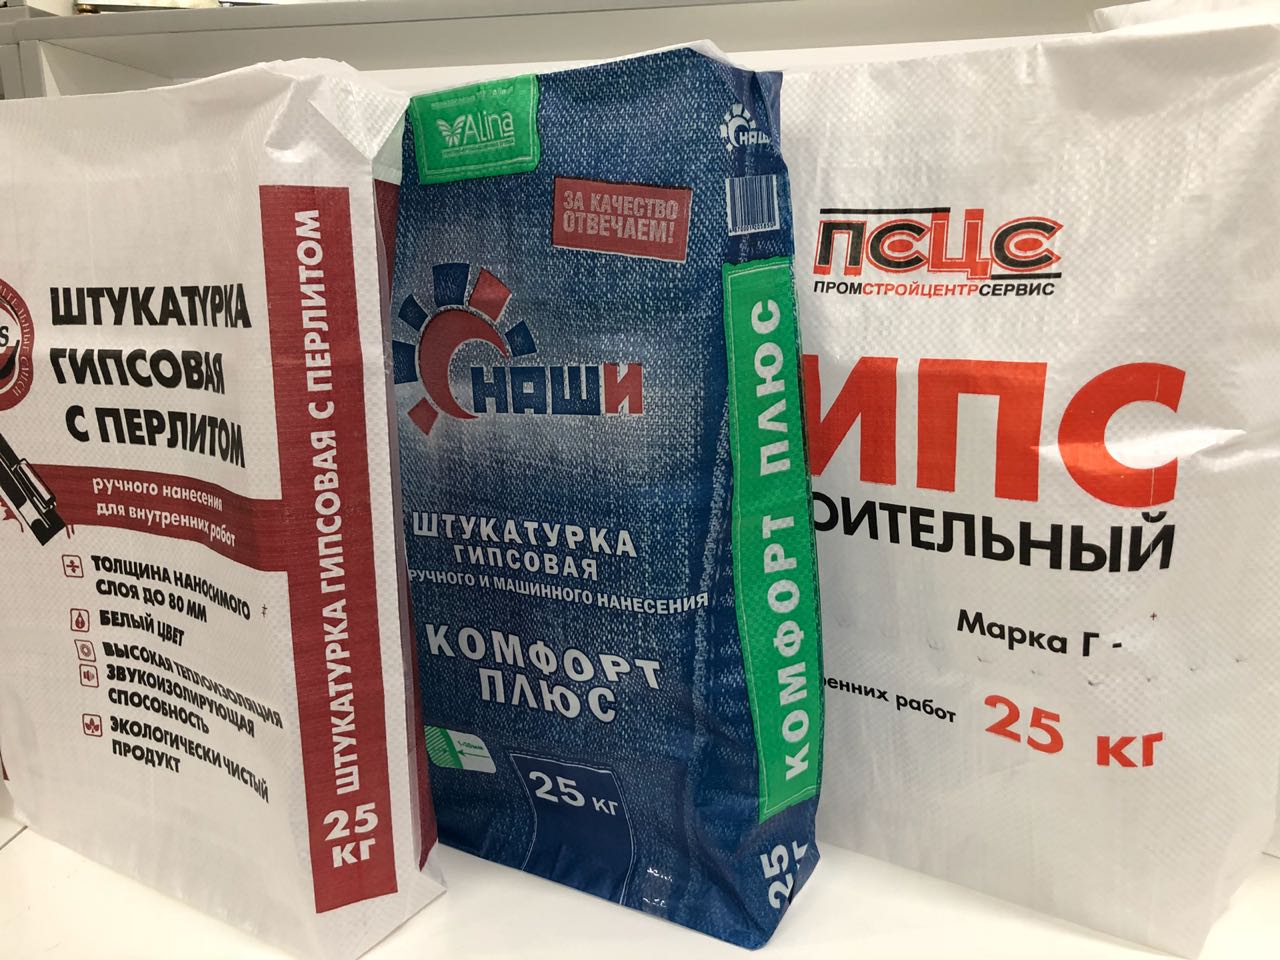 ШТУКАТУРКА
ГИПСОВАЯ
С ПЕРЛИТОМ
ручного нанесения
для внутренних работ
ТОЛЩИНА НАНОСИМОГО
СЛОЯ ДО 80 ММ
БЕЛЫЙ ЦВЕТ
ВЫСОКАЯ ТЕПЛОИЗОЛЯЦИЯ
ЗВУКОИЗОЛИРУЮЩАЯ
СПОСОБНОСТЬ
ЭКОЛОГИЧЕСКИ ЧИСТЫЙ
ПРОДУКТ
ШТУКАТУРКА ГИПСОВАЯ С ПЕРЛИТОМ
25
КГ
Alina
ЗА КАЧЕСТВО
ОТВЕЧАЕМ!
НАШИ
ШТУКАТУРКА
ГИПСОВАЯ
РУЧНОГО И МАШИННОГО НАНЕСЕНИЯ
КОМФОРТ
ПЛЮС
25 КГ
НАШИ
КОМФОРТ ПЛЮС
25
ПСЦС
ПРОМСТРОЙЦЕНТРСЕРВИС
ИПС
ОИТЕЛЬНЫЙ
Марка Г -
енних работ
25 кг